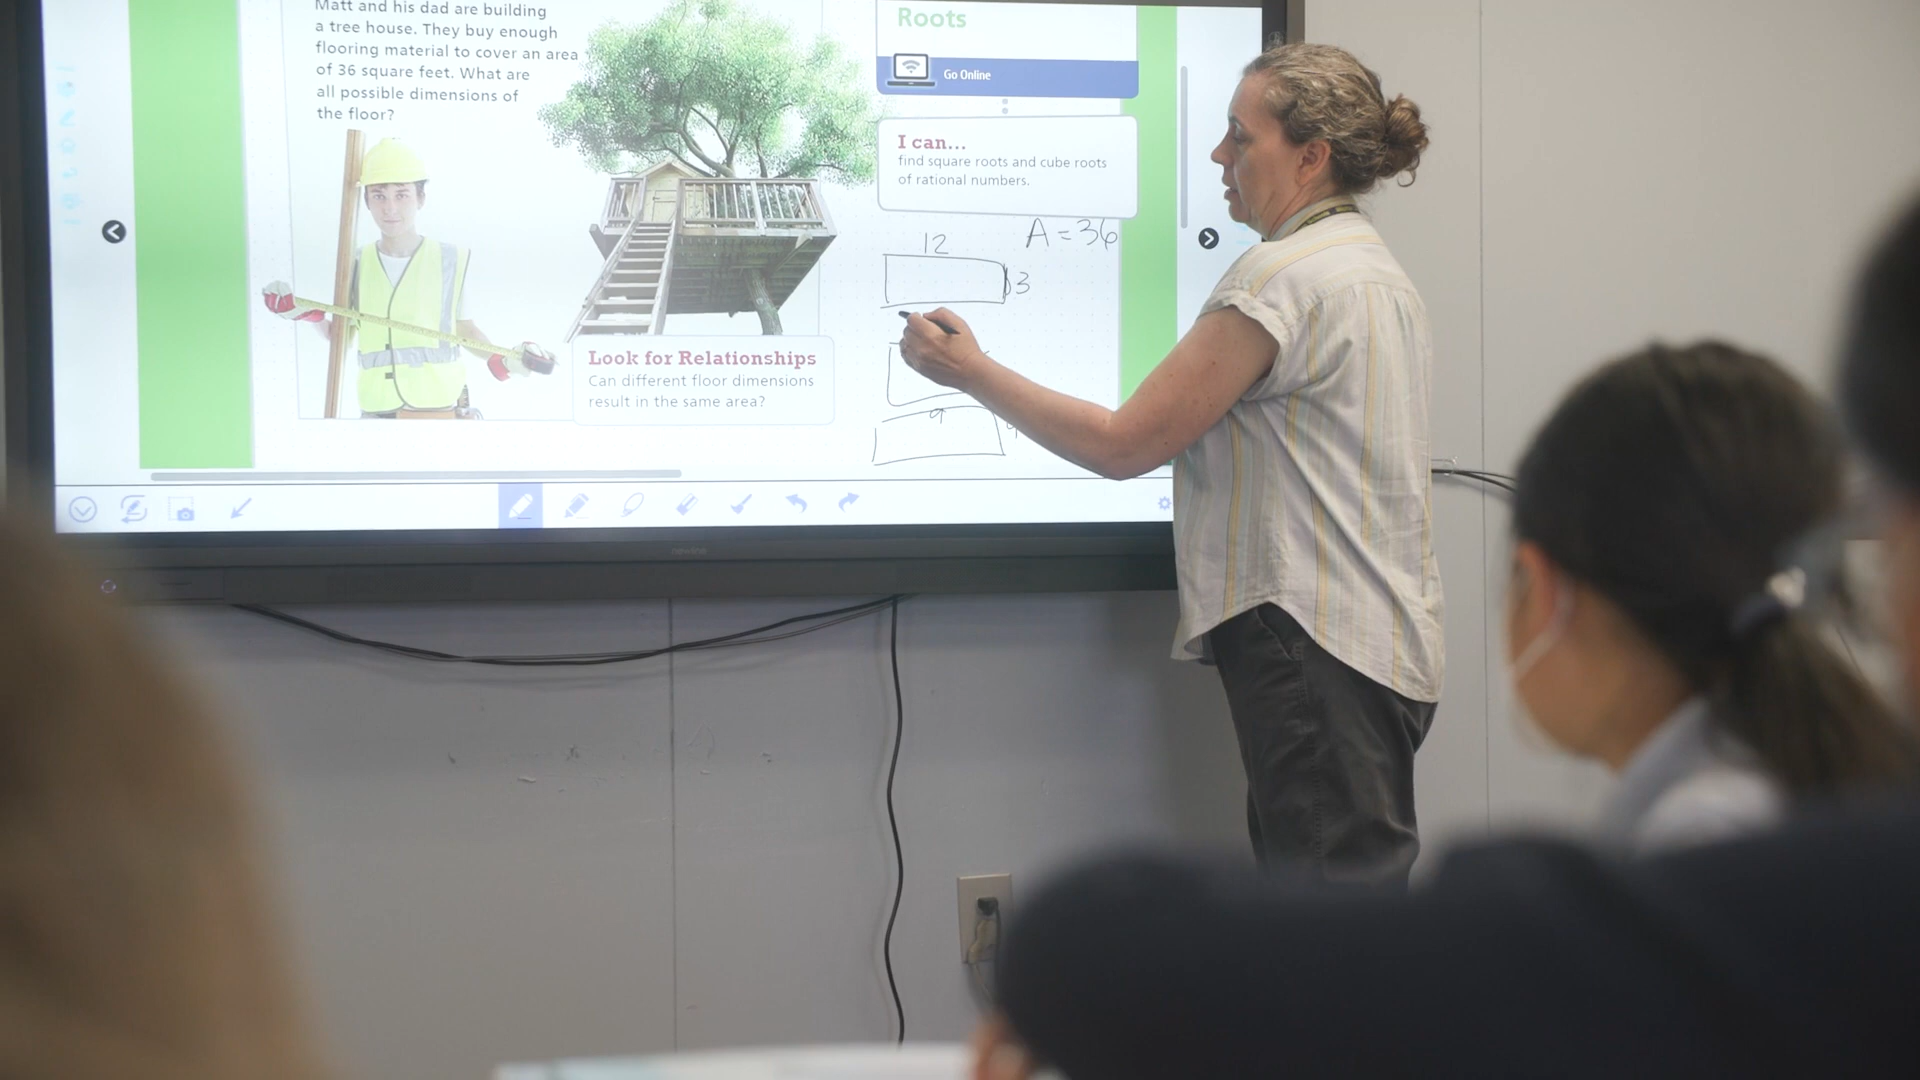 Matt and his dad are building
a tree house. They buy enough
flooring material to cover an area
of 36 square feet. What are
all possible dimensions of
the floor?
Roots
Go Online
I can...
find square roots and cube roots
of rational numbers.
A = 36
12
3
Look for Relationships
Can different floor dimensions
result in the same area?
9
newline